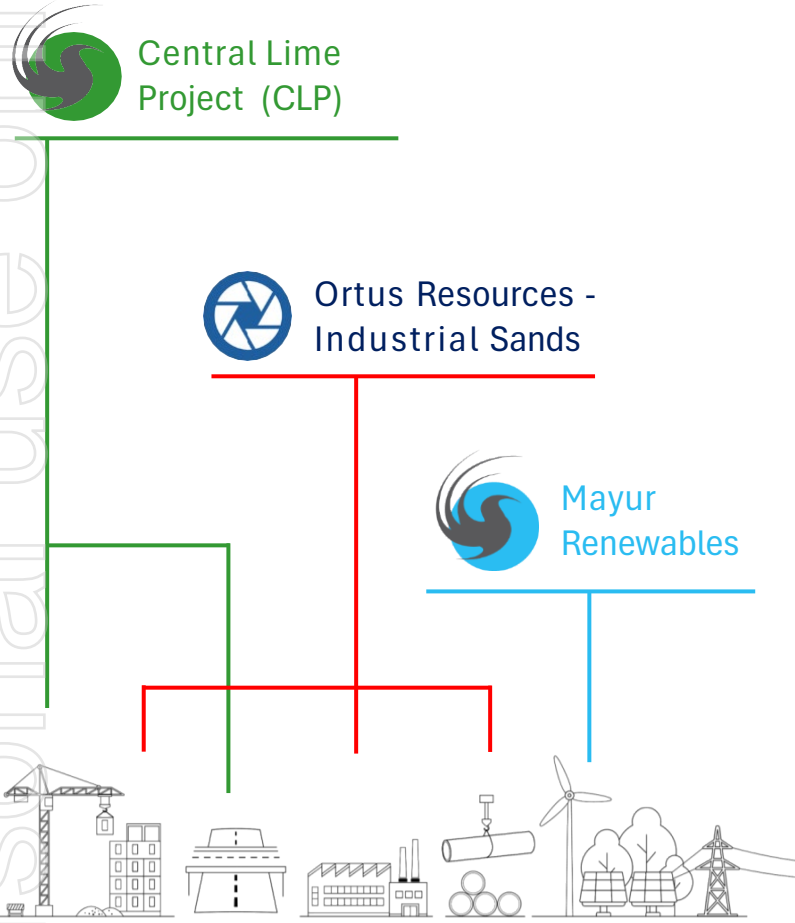 Central Lime
Project (CLP)
Ortus Resources -
Industrial Sands
Mayur
Renewables